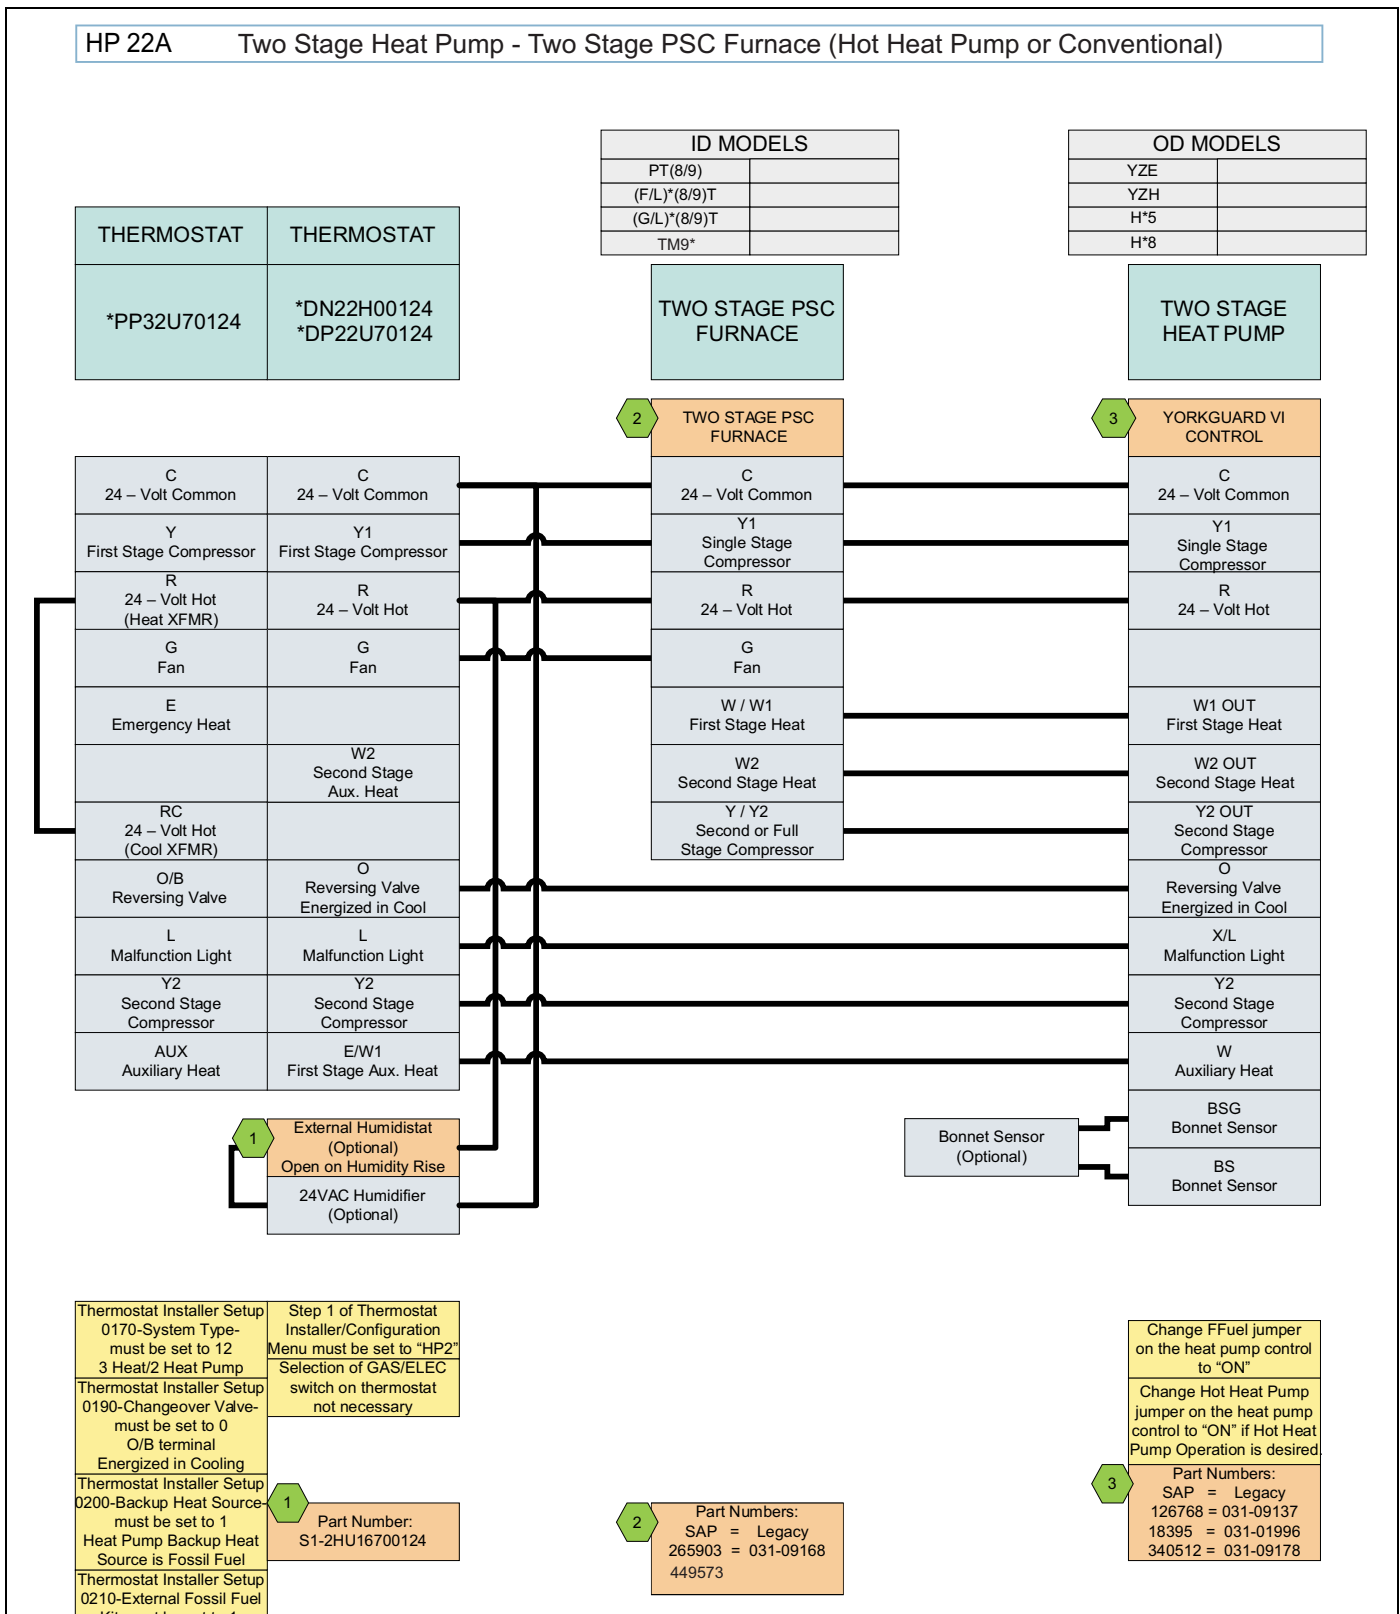 HP 22A Two Stage Heat Pump - Two Stage PSC Furnace (Hot Heat Pump or Conventional)
ID MODELS
PT(8/9)
(F/L)*(8/9)T
(G/L)*(8/9)T
TM9*
OD MODELS
YZE
YZH
H*5
H*8
THERMOSTAT
*PP32U70124
THERMOSTAT
*DN22H00124
*DP22U70124
TWO STAGE PSC
FURNACE
TWO STAGE
HEAT PUMP
2
TWO STAGE PSC
FURNACE
3
YORKGUARD VI
CONTROL
C
24 – Volt Common
Y
First Stage Compressor
R
24 – Volt Hot
(Heat XFMR)
G
Fan
E
Emergency Heat
RC
24 – Volt Hot
(Cool XFMR)
O/B
Reversing Valve
L
Malfunction Light
Y2
Second Stage
Compressor
AUX
Auxiliary Heat
C
24 – Volt Common
Y1
First Stage Compressor
R
24 – Volt Hot
G
Fan
W2
Second Stage
Aux. Heat
O
Reversing Valve
Energized in Cool
L
Malfunction Light
Y2
Second Stage
Compressor
E/W1
First Stage Aux. Heat
C
24 – Volt Common
Y1
Single Stage
Compressor
R
24 – Volt Hot
G
Fan
W / W1
First Stage Heat
W2
Second Stage Heat
Y / Y2
Second or Full
Stage Compressor
C
24 – Volt Common
Y1
Single Stage
Compressor
R
24 – Volt Hot
W1 OUT
First Stage Heat
W2 OUT
Second Stage Heat
Y2 OUT
Second Stage
Compressor
O
Reversing Valve
Energized in Cool
X/L
Malfunction Light
Y2
Second Stage
Compressor
W
Auxiliary Heat
BSG
Bonnet Sensor
BS
Bonnet Sensor
1
External Humidistat
(Optional)
Open on Humidity Rise
24VAC Humidifier
(Optional)
Bonnet Sensor
(Optional)
Thermostat Installer Setup
0170-System Type-
must be set to 12
3 Heat/2 Heat Pump
Thermostat Installer Setup
0190-Changeover Valve-
must be set to 0
O/B terminal
Energized in Cooling
Thermostat Installer Setup
0200-Backup Heat Source-
must be set to 1
Heat Pump Backup Heat
Source is Fossil Fuel
Thermostat Installer Setup
0210-External Fossil Fuel
Step 1 of Thermostat
Installer/Configuration
Menu must be set to “HP2”
Selection of GAS/ELEC
switch on thermostat
not necessary
1
Part Number:
S1-2HU16700124
2
Part Numbers:
SAP = Legacy
265903 = 031-09168
449573
Change FFuel jumper
on the heat pump control
to “ON”
Change Hot Heat Pump
jumper on the heat pump
control to “ON” if Hot Heat
Pump Operation is desired.
3
Part Numbers:
SAP = Legacy
126768 = 031-09137
18395 = 031-01996
340512 = 031-09178